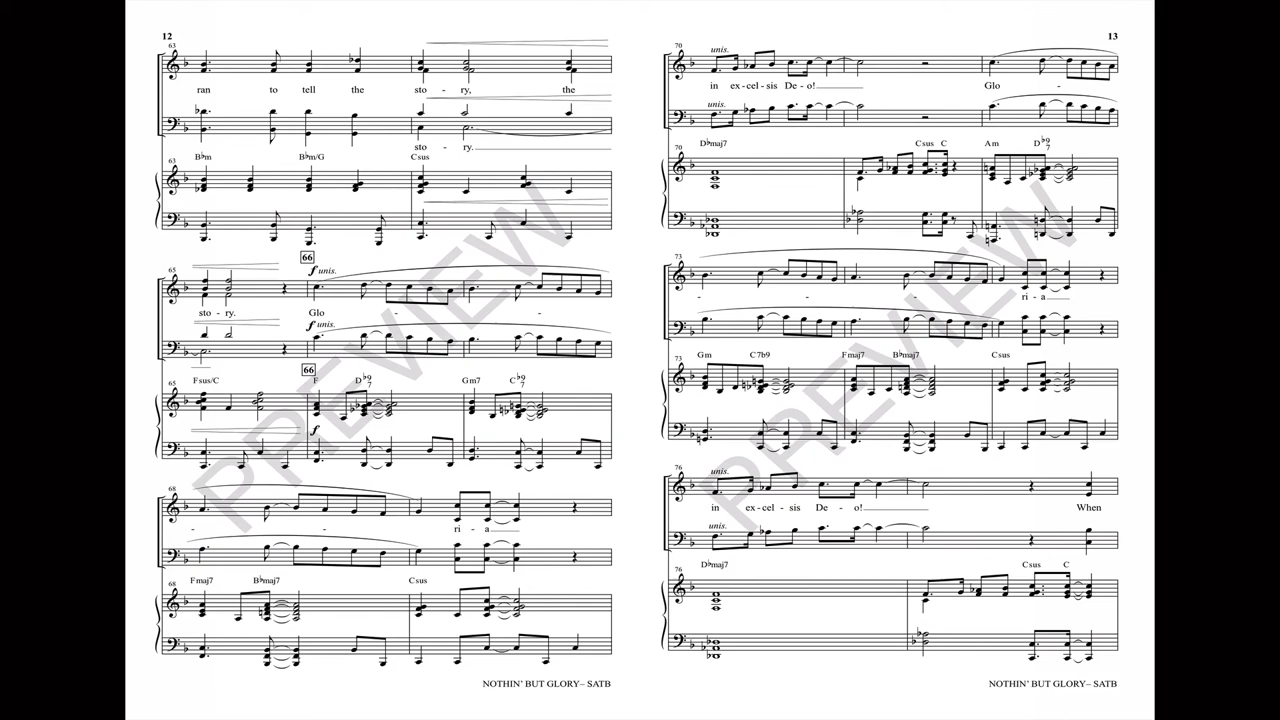 12
63
ran to tell the sto - ry, the
sto - ry.
63
B♭m B♭m/G Csus
65
66
f unis.
sto - ry. Glo - -
f unis.
66
65
Fsus/C F D7♭9 Gm7 C7♭9
f
68
- - ri - a
68
Fmaj7 B♭maj7 Csus
NOTHIN' BUT GLORY– SATB
13
70
unis.
in ex - cel - sis De - o! Glo -
unis.
70
D♭maj7 Csus C Am D7♭9
73
- - - ri - a
73
Gm C7b9 Fmaj7 B♭maj7 Csus
76
unis.
in ex - cel - sis De - o! When
unis.
76
D♭maj7 Csus C
NOTHIN' BUT GLORY– SATB
PREVIEW
PREVIEW